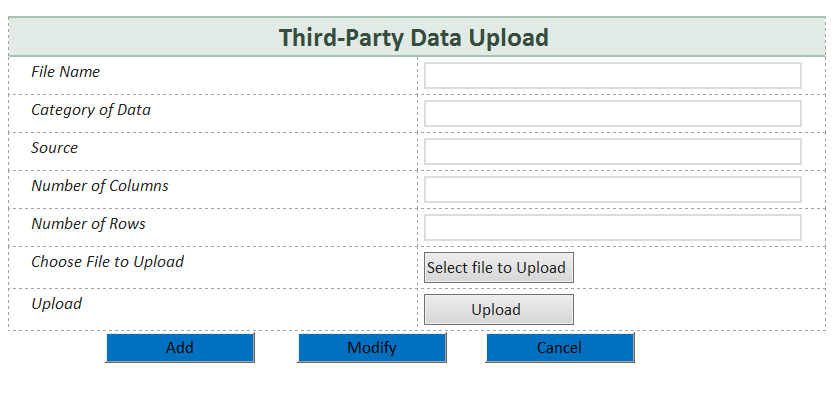 Third-Party Data Upload
File Name
Category of Data
Source
Number of Columns
Number of Rows
Choose File to Upload
Select file to Upload
Upload
Upload
Add
Modify
Cancel